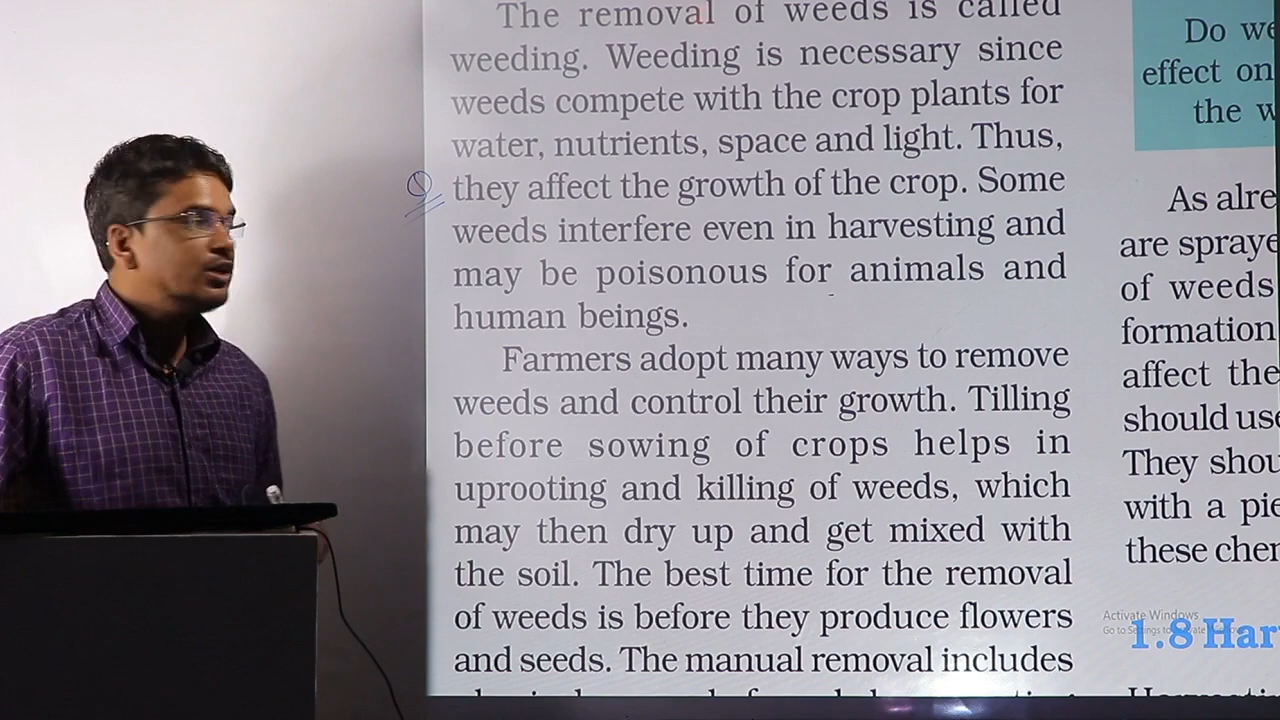 The removal of weeds is called
weeding. Weeding is necessary since
weeds compete with the crop plants for
water, nutrients, space and light. Thus,
they affect the growth of the crop. Some
weeds interfere even in harvesting and
may be poisonous for animals and
human beings.
Farmers adopt many ways to remove
weeds and control their growth. Tilling
before sowing of crops helps in
uprooting and killing of weeds, which
may then dry up and get mixed with
the soil. The best time for the removal
of weeds is before they produce flowers
and seeds. The manual removal includes
Do we
effect on
the w
As alre
are spraye
of weeds
formation
affect the
should use
They shou
with a pie
these cher
Activate Windows
Go to Settings to
1.8 Har